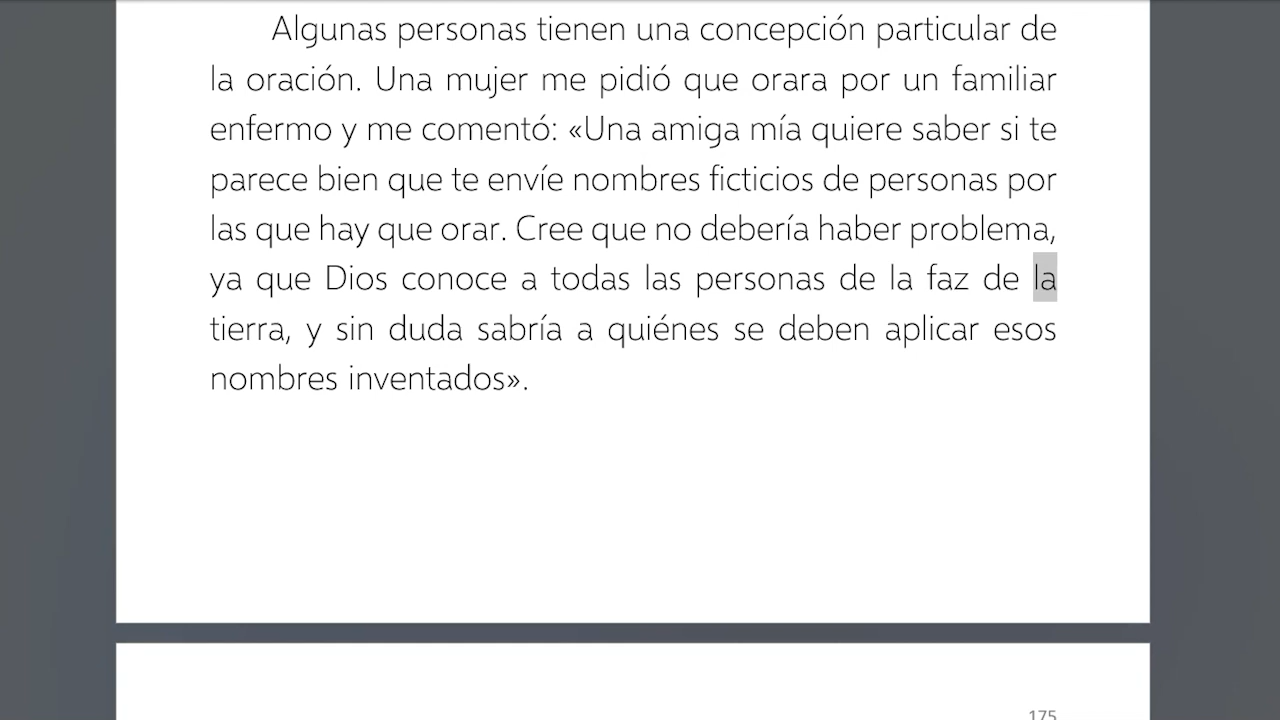 Algunas personas tienen una concepción particular de
la oración. Una mujer me pidió que orara por un familiar
enfermo y me comentó: «Una amiga mía quiere saber si te
parece bien que te envíe nombres ficticios de personas por
las que hay que orar. Cree que no debería haber problema,
ya que Dios conoce a todas las personas de la faz de la
tierra, y sin duda sabría a quiénes se deben aplicar esos
nombres inventados».
175